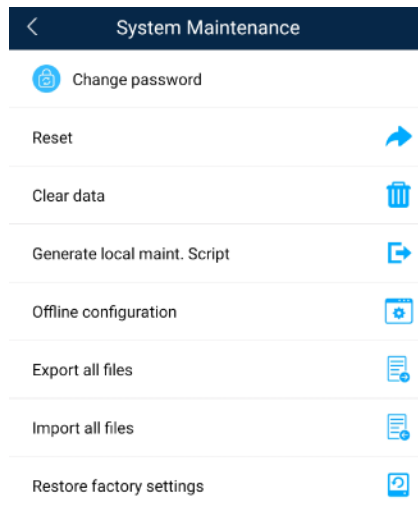 System Maintenance
Change password
Reset
Clear data
Generate local maint. Script
Offline configuration
Export all files
Import all files
Restore factory settings